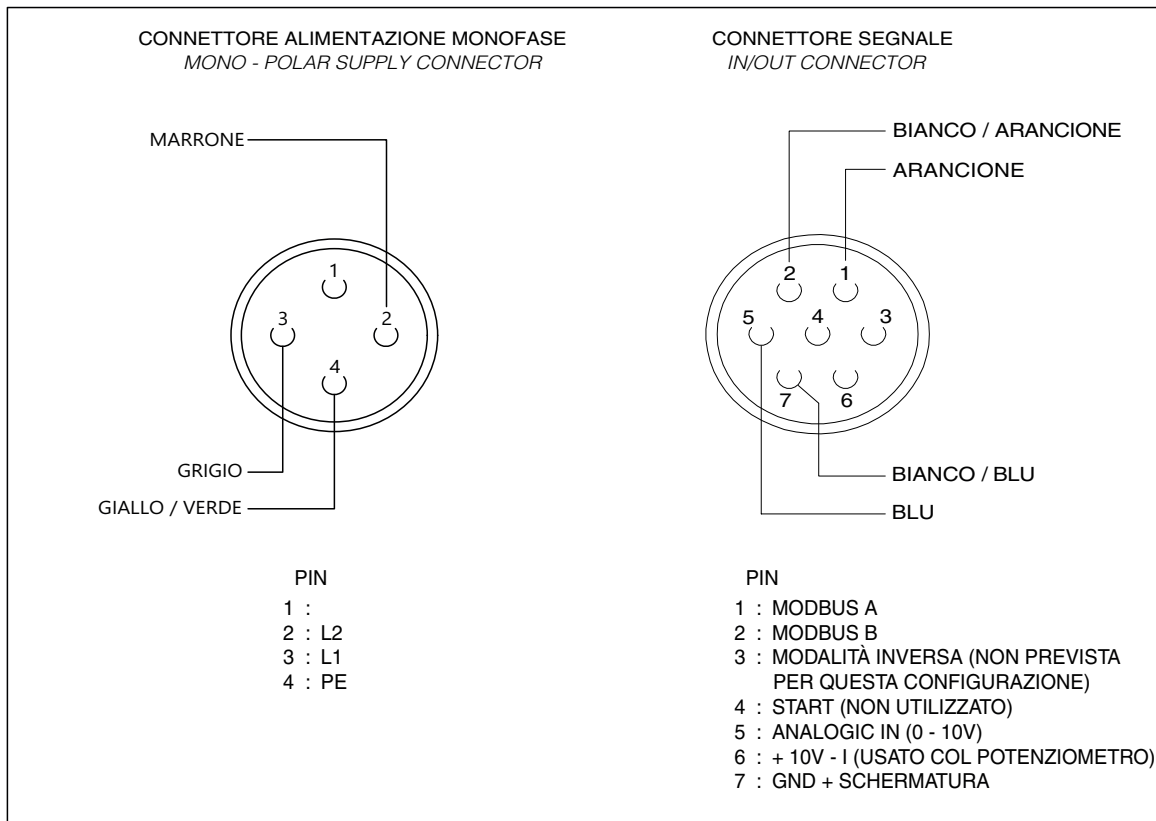 CONNETTORE ALIMENTAZIONE MONOFASE
MONO - POLAR SUPPLY CONNECTOR
MARRONE
1
3
2
4
GRIGIO
GIALLO / VERDE
PIN
1 :
2 : L2
3 : L1
4 : PE
CONNETTORE SEGNALE
IN/OUT CONNECTOR
BIANCO / ARANCIONE
ARANCIONE
2 1
5 4 3
7 6
BIANCO / BLU
BLU
PIN
1 : MODBUS A
2 : MODBUS B
3 : MODALITÀ INVERSA (NON PREVISTA
PER QUESTA CONFIGURAZIONE)
4 : START (NON UTILIZZATO)
5 : ANALOGIC IN (0 - 10V)
6 : + 10V - I (USATO COL POTENZIOMETRO)
7 : GND + SCHERMATURA